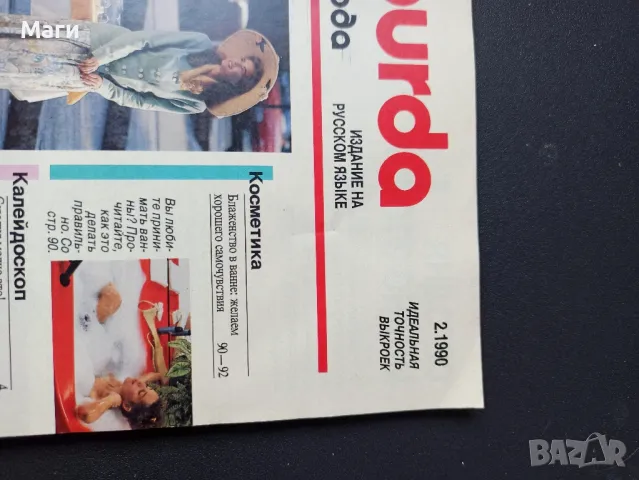 Маги
burda
ода
ИЗДАНИЕ НА
РУССКОМ ЯЗЫКЕ
2.1990
ИДЕАЛЬНАЯ
ТОЧНОСТЬ
ВЫКРОЕК
Косметика
Блаженство в ванне: желаем
хорошего самочувствия 90—92
Вы люби-
те прини-
мать ван-
ны? Про-
читайте,
как это
делать
правиль-
но. Со
стр. 90.
Калейдоскоп
4
BAZAR